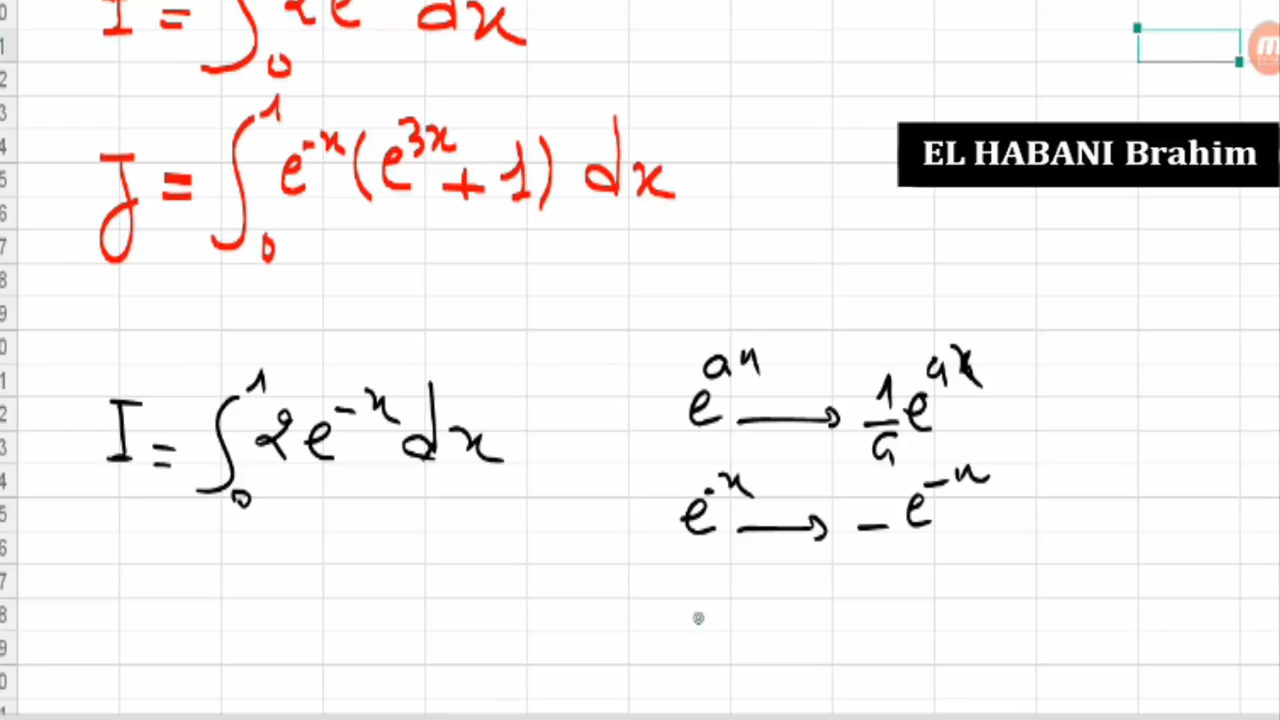 I = ∫₀ 2e dx
J = ∫₀¹ e⁻ˣ(e³ˣ + 1) dx
EL HABANI Brahim
I = ∫₀¹ 2e⁻ˣ dx
eᵃˣ → 1/a eᵃˣ
e⁻ˣ → - e⁻ˣ